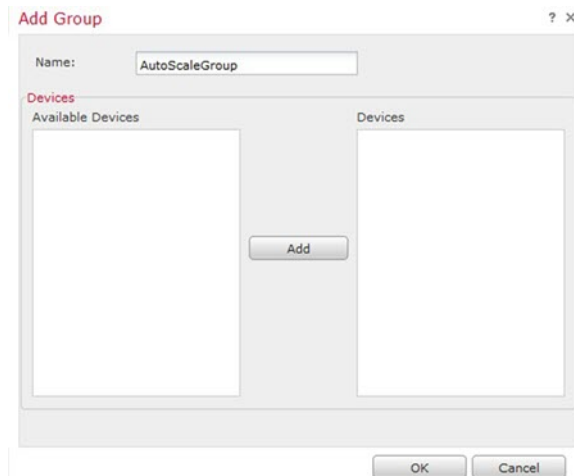 Add Group
? ×
Name:
AutoScaleGroup
Devices
Available Devices
Devices
Add
OK
Cancel